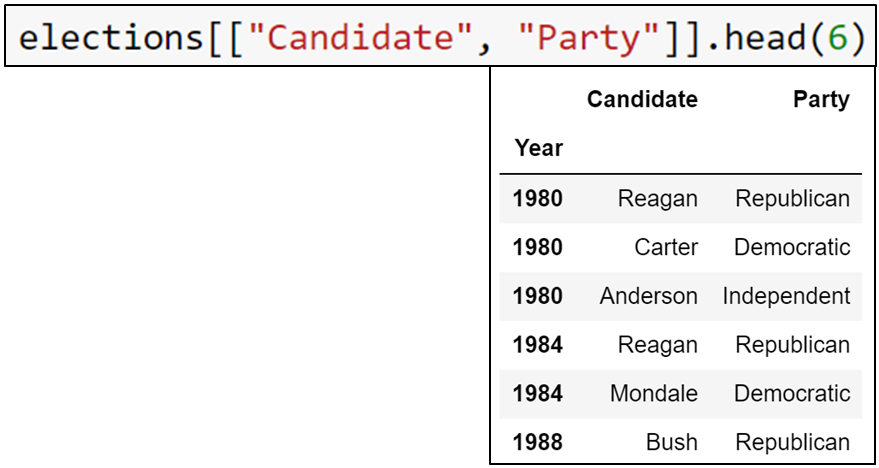 elections[["Candidate", "Party"]].head(6)
Candidate Party
Year
1980 Reagan Republican
1980 Carter Democratic
1980 Anderson Independent
1984 Reagan Republican
1984 Mondale Democratic
1988 Bush Republican